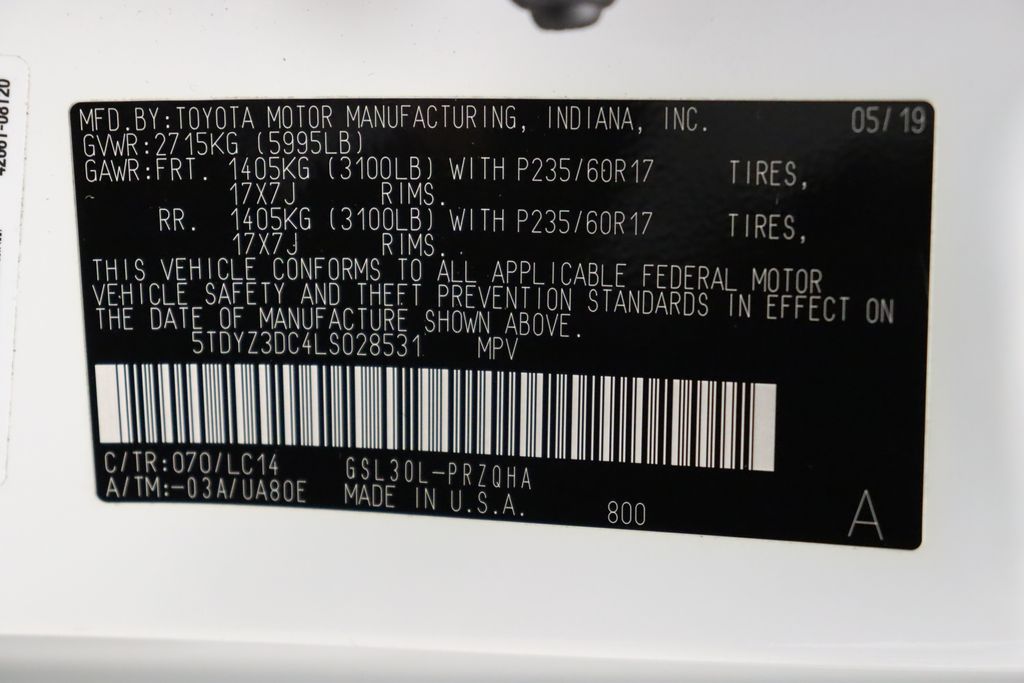 MFD.BY:TOYOTA MOTOR MANUFACTURING, INDIANA, INC. 05/19
GVWR:2715KG (5995LB)
GAWR:FRT. 1405KG (3100LB) WITH P235/60R17 TIRES,
17X7J RIMS.
RR. 1405KG (3100LB) WITH P235/60R17 TIRES,
17X7J RIMS.
THIS VEHICLE CONFORMS TO ALL APPLICABLE FEDERAL MOTOR
VEHICLE SAFETY AND THEFT PREVENTION STANDARDS IN EFFECT ON
THE DATE OF MANUFACTURE SHOWN ABOVE.
5TDYZ3DC4LS028531 MPV
C/TR:070/LC14 GSL30L-PRZQHA
A/TM:-03A/UA80E MADE IN U.S.A. 800 A